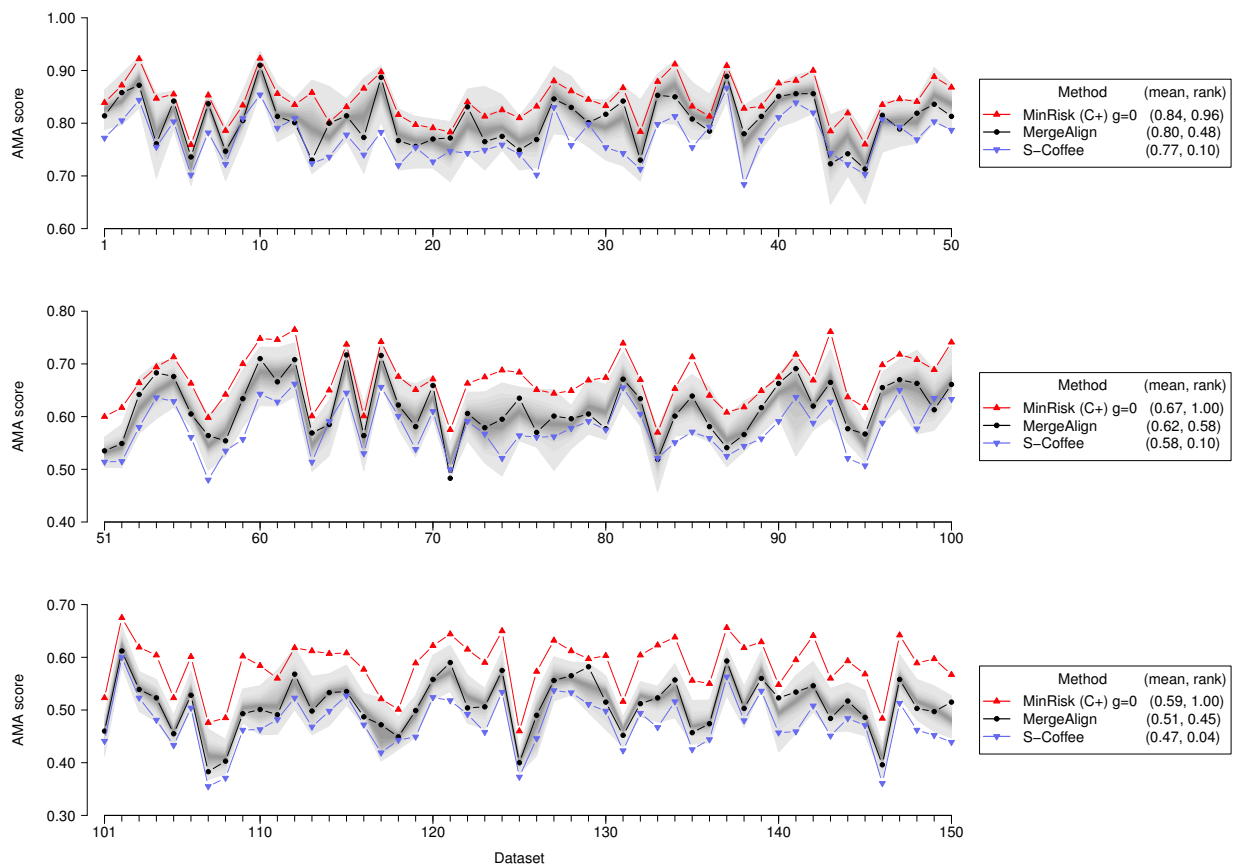 1.00
0.90
0.80
0.70
0.60
AMA score
1 10 20 30 40 50
Method (mean, rank)
MinRisk (C+) g=0 (0.84, 0.96)
MergeAlign (0.80, 0.48)
S−Coffee (0.77, 0.10)
0.80
0.70
0.60
0.50
0.40
AMA score
51 60 70 80 90 100
Method (mean, rank)
MinRisk (C+) g=0 (0.67, 1.00)
MergeAlign (0.62, 0.58)
S−Coffee (0.58, 0.10)
0.70
0.60
0.50
0.40
0.30
AMA score
101 110 120 130 140 150
Dataset
Method (mean, rank)
MinRisk (C+) g=0 (0.59, 1.00)
MergeAlign (0.51, 0.45)
S−Coffee (0.47, 0.04)